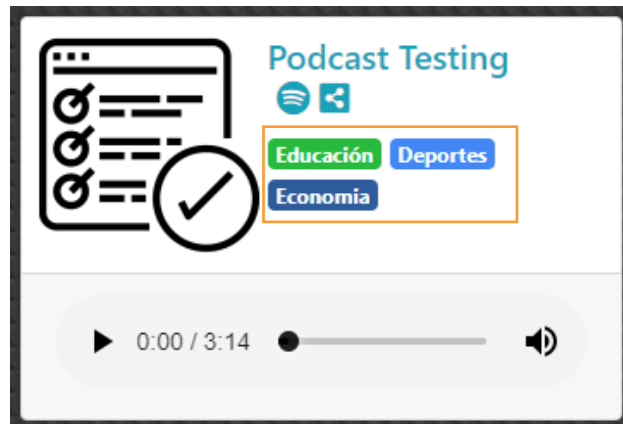 Podcast Testing
Educación Deportes
Economia
0:00 / 3:14